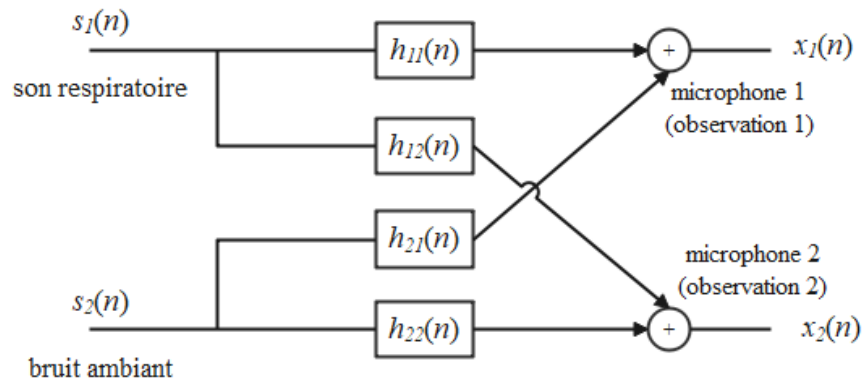 s₁(n)
son respiratoire
h₁₁(n)
+
x₁(n)
microphone 1
(observation 1)
h₁₂(n)
h₂₁(n)
microphone 2
(observation 2)
s₂(n)
bruit ambiant
h₂₂(n)
+
x₂(n)